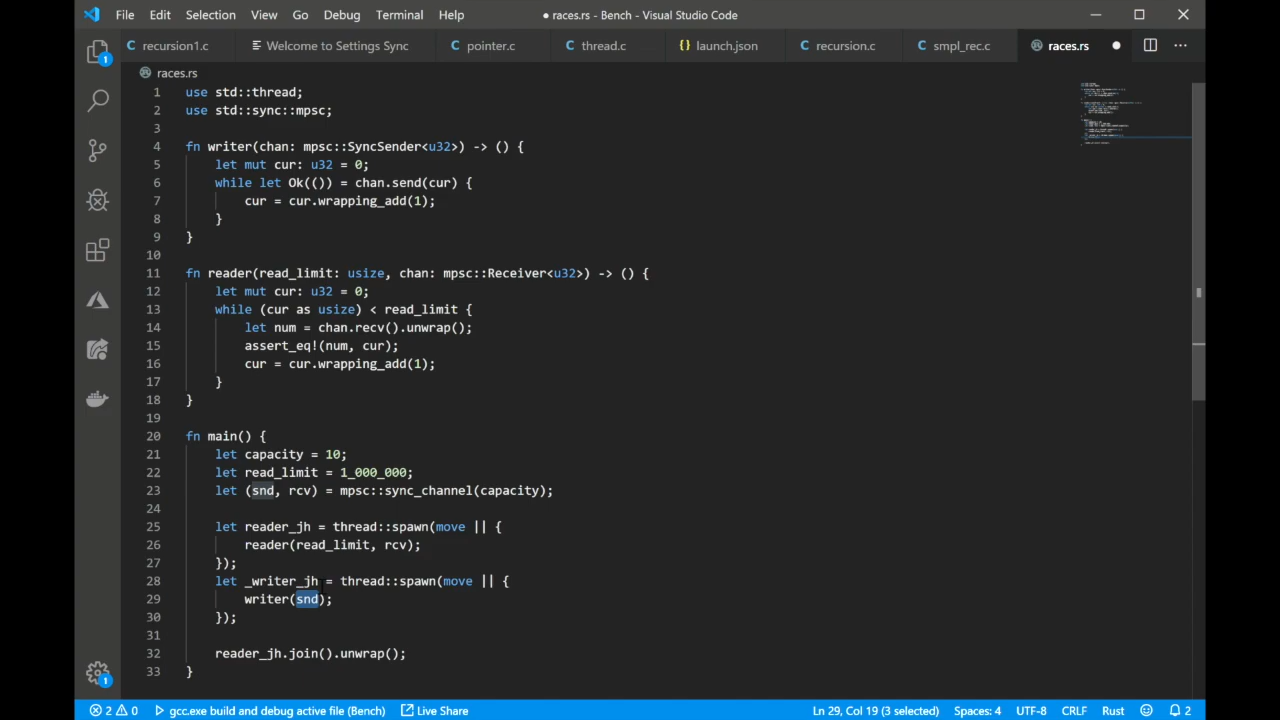 File Edit Selection View Go Debug Terminal Help ● races.rs - Bench - Visual Studio Code
recursion1.c Welcome to Settings Sync pointer.c thread.c launch.json recursion.c smpl_rec.c races.rs
races.rs
1 use std::thread;
2 use std::sync::mpsc;
3
4 fn writer(chan: mpsc::SyncSender<u32>) -> () {
5     let mut cur: u32 = 0;
6     while let Ok(()) = chan.send(cur) {
7         cur = cur.wrapping_add(1);
8     }
9 }
10
11 fn reader(read_limit: usize, chan: mpsc::Receiver<u32>) -> () {
12     let mut cur: u32 = 0;
13     while (cur as usize) < read_limit {
14         let num = chan.recv().unwrap();
15         assert_eq!(num, cur);
16         cur = cur.wrapping_add(1);
17     }
18 }
19
20 fn main() {
21     let capacity = 10;
22     let read_limit = 1_000_000;
23     let (snd, rcv) = mpsc::sync_channel(capacity);
24
25     let reader_jh = thread::spawn(move || {
26         reader(read_limit, rcv);
27     });
28     let _writer_jh = thread::spawn(move || {
29         writer(snd);
30     });
31
32     reader_jh.join().unwrap();
33 }
1
1
2 0 gcc.exe build and debug active file (Bench) Live Share Ln 29, Col 19 (3 selected) Spaces: 4 UTF-8 CRLF Rust 2